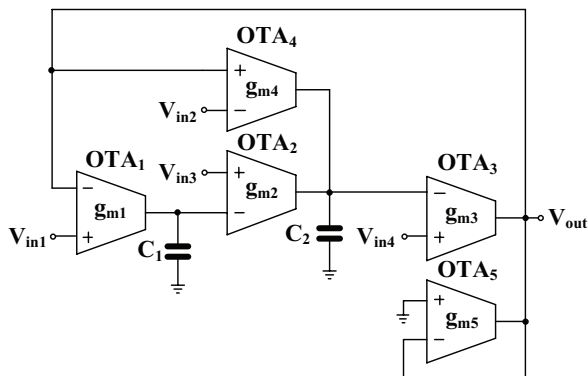 OTA₄
+
gₘ₄
−
Vᵢₙ₂
OTA₂
Vᵢₙ₃
+
gₘ₂
−
OTA₁
−
gₘ₁
+
Vᵢₙ₁
C₁
C₂
OTA₃
−
gₘ₃
+
Vᵢₙ₄
Vₒᵤₜ
OTA₅
+
gₘ₅
−